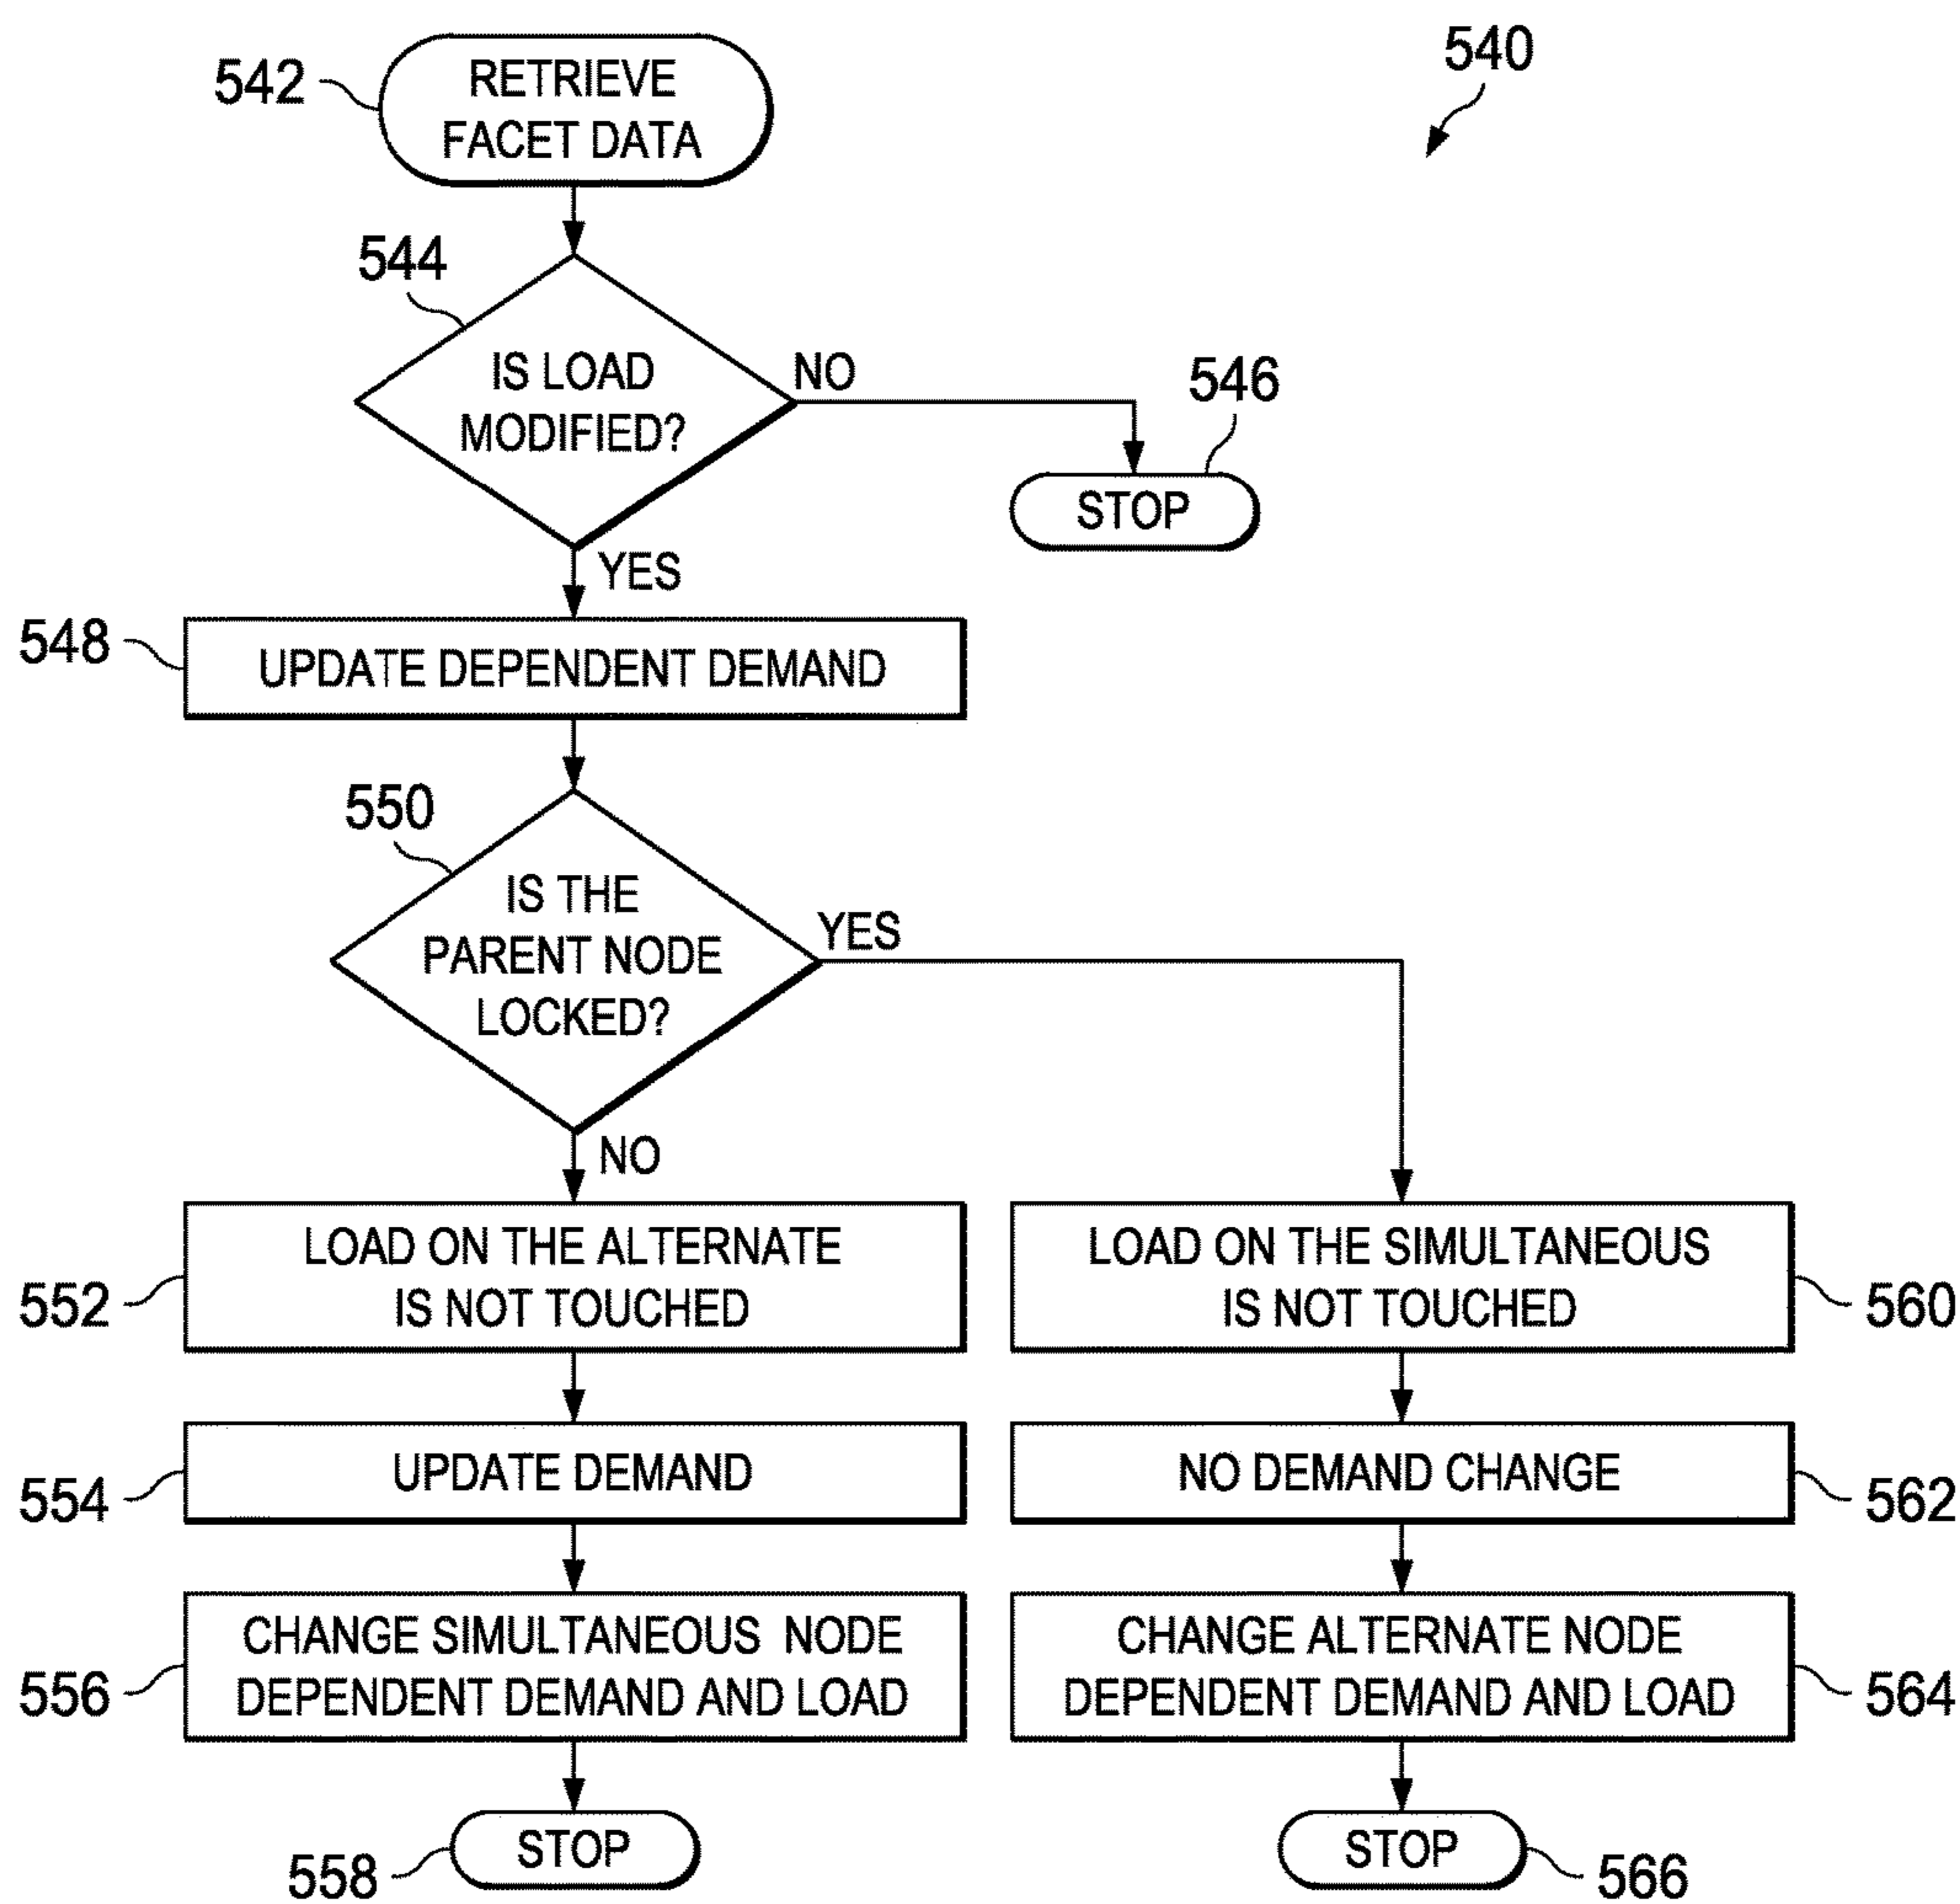 540
542
RETRIEVE
FACET DATA
544
IS LOAD
MODIFIED?
NO
546
STOP
YES
548
UPDATE DEPENDENT DEMAND
550
IS THE
PARENT NODE
LOCKED?
YES
NO
552
LOAD ON THE ALTERNATE
IS NOT TOUCHED
LOAD ON THE SIMULTANEOUS
IS NOT TOUCHED
560
554
UPDATE DEMAND
NO DEMAND CHANGE
562
556
CHANGE SIMULTANEOUS NODE
DEPENDENT DEMAND AND LOAD
CHANGE ALTERNATE NODE
DEPENDENT DEMAND AND LOAD
564
558
STOP
STOP
566